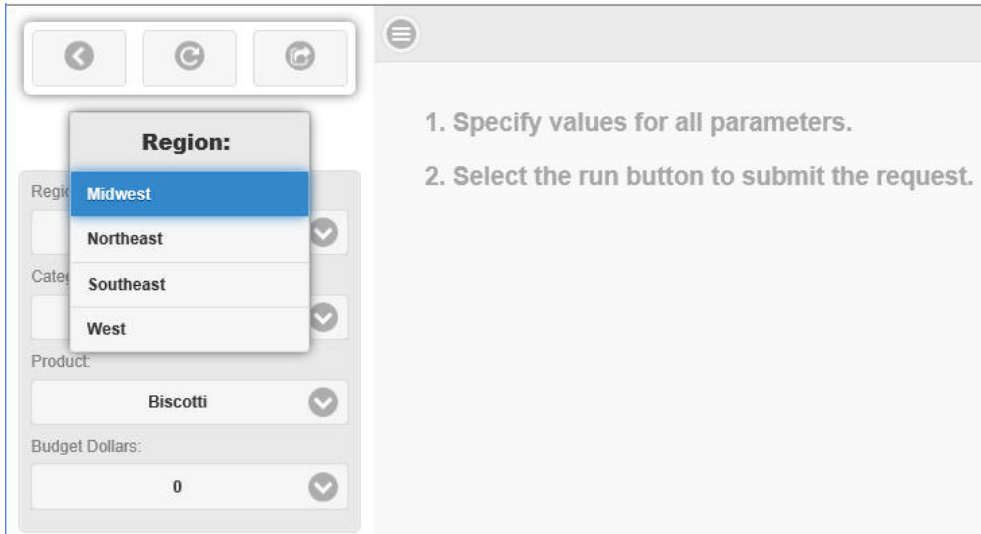 1. Specify values for all parameters.
2. Select the run button to submit the request.
Region:
Regio
Midwest
Northeast
Categ
Southeast
West
Product:
Biscotti
Budget Dollars:
0